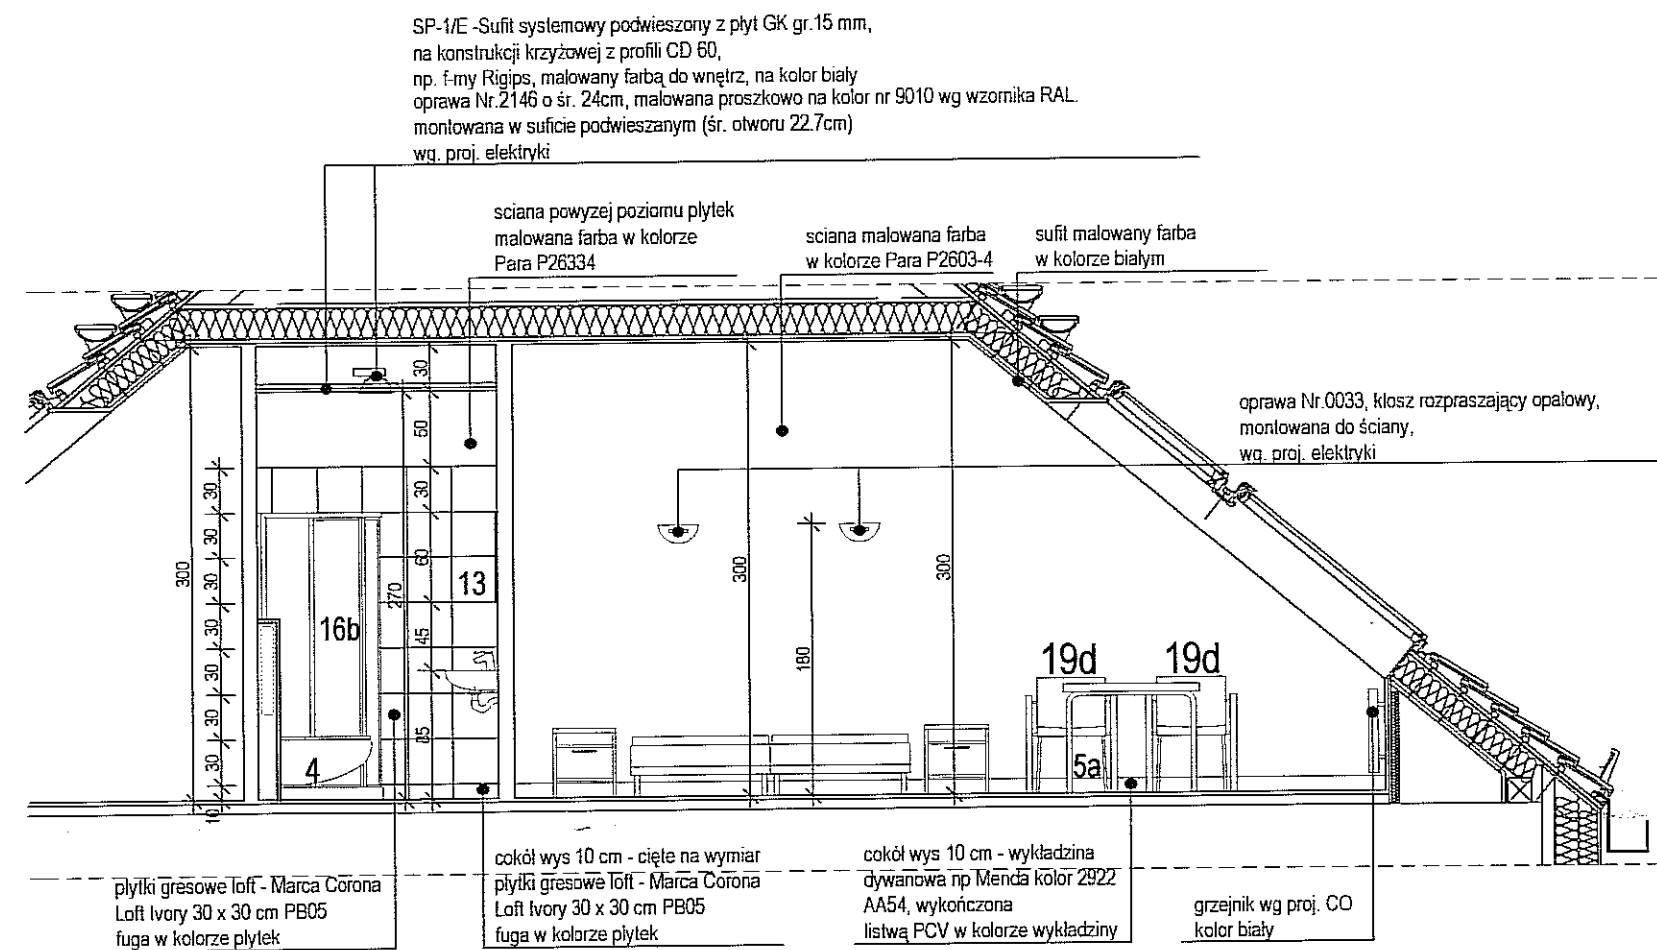 SP-1/E -Sufit systemowy podwieszony z płyt GK gr.15 mm,
na konstrukcji krzyżowej z profili CD 60,
np. f-my Rigips, malowany farbą do wnętrz, na kolor biały
oprawa Nr.2146 o śr. 24cm, malowana proszkowo na kolor nr 9010 wg wzornika RAL.
montowana w suficie podwieszanym (śr. otworu 22.7cm)
wg. proj. elektryki
sciana powyzej poziomu plytek
malowana farba w kolorze
Para P26334
sciana malowana farba
w kolorze Para P2603-4
sufit malowany farba
w kolorze białym
oprawa Nr.0033, klosz rozpraszający opalowy,
montowana do ściany,
wg. proj. elektryki
300
30
30
30
30
30
30
30
10
16b
4
270
30
50
30
60
45
85
13
300
180
300
19d
19d
5a
plytki gresowe loft - Marca Corona
Loft Ivory 30 x 30 cm PB05
fuga w kolorze plytek
cokół wys 10 cm - cięte na wymiar
plytki gresowe loft - Marca Corona
Loft Ivory 30 x 30 cm PB05
fuga w kolorze plytek
cokół wys 10 cm - wykładzina
dywanowa np Menda kolor 2922
AA54, wykończona
listwą PCV w kolorze wykładziny
grzejnik wg proj. CO
kolor biały